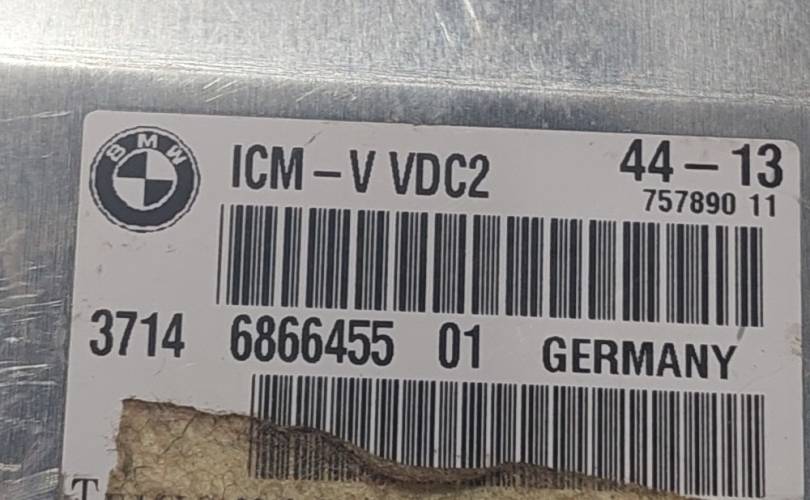 BMW
ICM – V VDC2 44 – 13
757890 11
3714 6866455 01 GERMANY